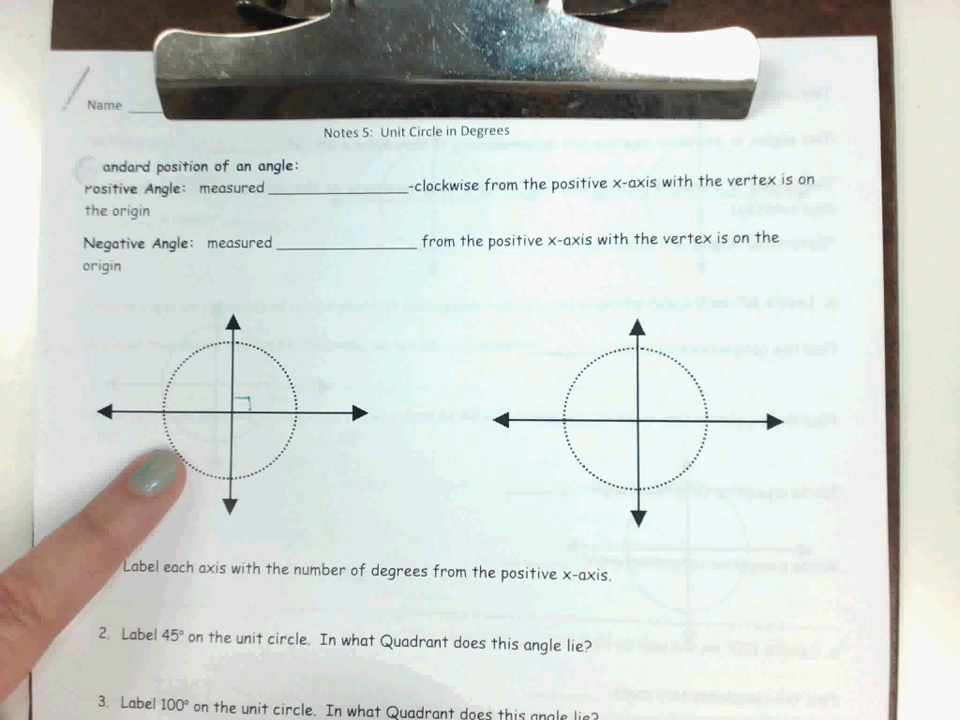 Name
Notes 5: Unit Circle in Degrees
andard position of an angle:
Positive Angle: measured ______________-clockwise from the positive x-axis with the vertex is on
the origin
Negative Angle: measured ______________ from the positive x-axis with the vertex is on the
origin
Label each axis with the number of degrees from the positive x-axis.
2. Label 45° on the unit circle. In what Quadrant does this angle lie?
3. Label 100° on the unit circle. In what Quadrant does this angle lie?